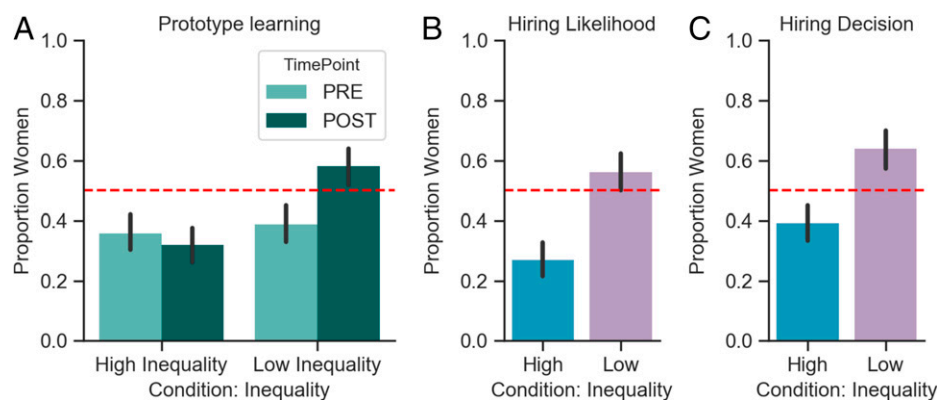 A
Prototype learning
Proportion Women
1.0
0.8
0.6
0.4
0.2
0.0
TimePoint
PRE
POST
High Inequality
Low Inequality
Condition: Inequality
B
Hiring Likelihood
Proportion Women
1.0
0.8
0.6
0.4
0.2
0.0
High
Low
Condition: Inequality
C
Hiring Decision
Proportion Women
1.0
0.8
0.6
0.4
0.2
0.0
High
Low
Condition: Inequality